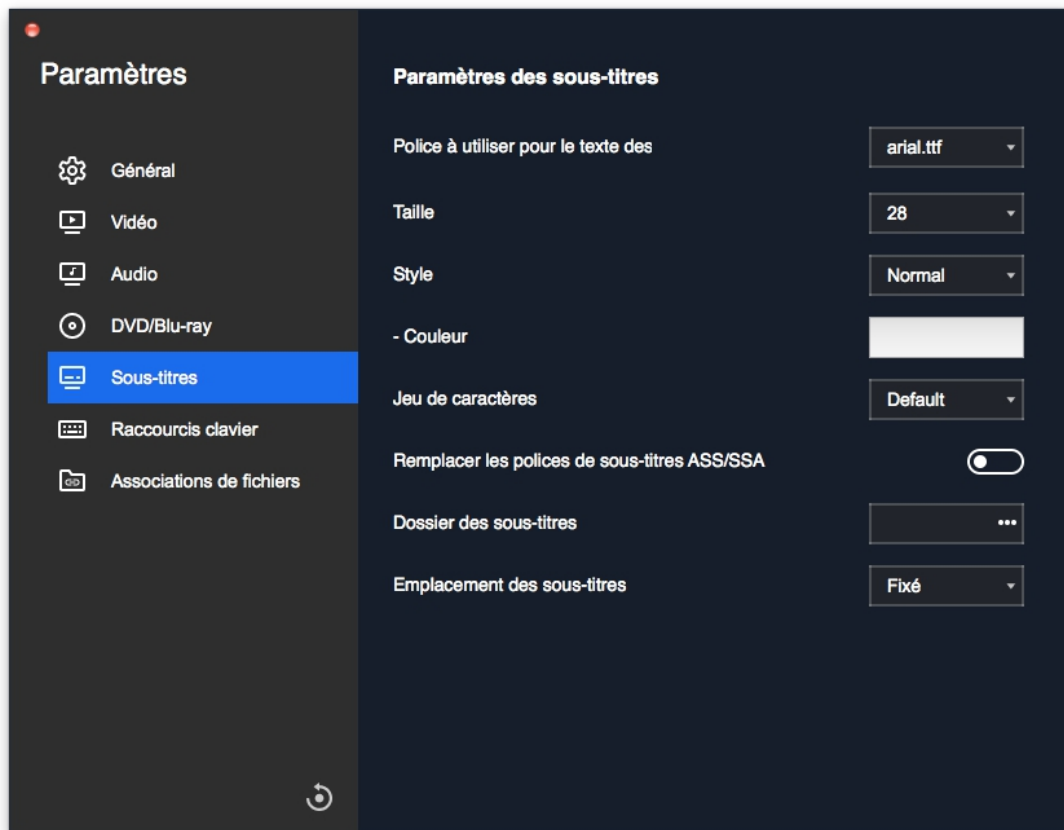 Paramètres
Général
Vidéo
Audio
DVD/Blu-ray
Sous-titres
Raccourcis clavier
Associations de fichiers
Paramètres des sous-titres
Police à utiliser pour le texte des
arial.ttf
Taille
28
Style
Normal
- Couleur
Jeu de caractères
Default
Remplacer les polices de sous-titres ASS/SSA
Dossier des sous-titres
•••
Emplacement des sous-titres
Fixé